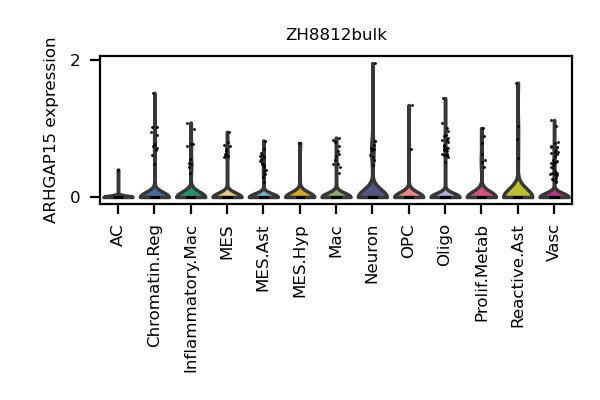 ZH8812bulk
ARHGAP15 expression
2
0
AC
Chromatin.Reg
Inflammatory.Mac
MES
MES.Ast
MES.Hyp
Mac
Neuron
OPC
Oligo
Prolif.Metab
Reactive.Ast
Vasc